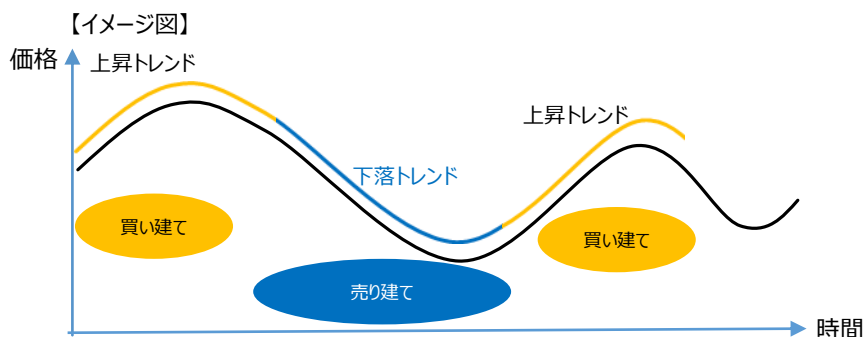 【イメージ図】
価格
上昇トレンド
上昇トレンド
下落トレンド
買い建て
買い建て
売り建て
時間